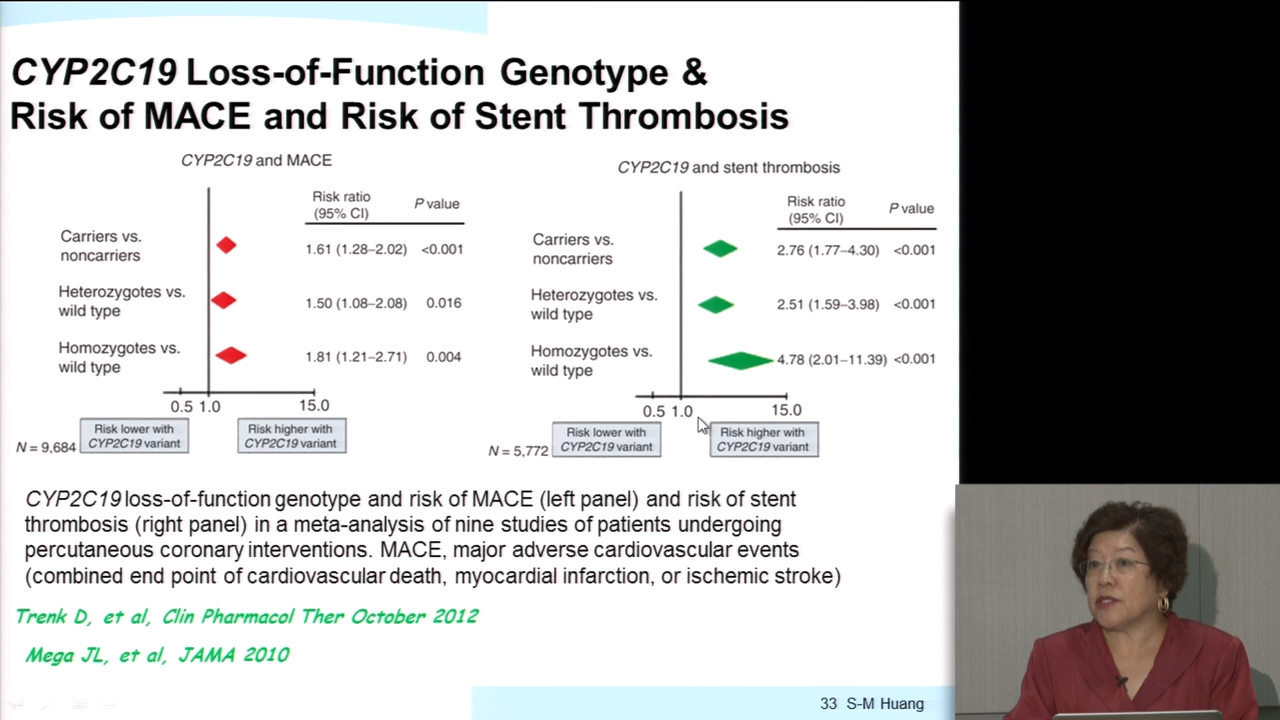 CYP2C19 Loss-of-Function Genotype &
Risk of MACE and Risk of Stent Thrombosis
CYP2C19 and MACE
Risk ratio
(95% CI)
P value
Carriers vs.
noncarriers
1.61 (1.28–2.02) <0.001
Heterozygotes vs.
wild type
1.50 (1.08–2.08) 0.016
Homozygotes vs.
wild type
1.81 (1.21–2.71) 0.004
0.5 1.0 15.0
Risk lower with
CYP2C19 variant
Risk higher with
CYP2C19 variant
N = 9,684
CYP2C19 and stent thrombosis
Risk ratio
(95% CI)
P value
Carriers vs.
noncarriers
2.76 (1.77–4.30) <0.001
Heterozygotes vs.
wild type
2.51 (1.59–3.98) <0.001
Homozygotes vs.
wild type
4.78 (2.01–11.39) <0.001
0.5 1.0 15.0
Risk lower with
CYP2C19 variant
Risk higher with
CYP2C19 variant
N = 5,772
CYP2C19 loss-of-function genotype and risk of MACE (left panel) and risk of stent
thrombosis (right panel) in a meta-analysis of nine studies of patients undergoing
percutaneous coronary interventions. MACE, major adverse cardiovascular events
(combined end point of cardiovascular death, myocardial infarction, or ischemic stroke)
Trenk D, et al, Clin Pharmacol Ther October 2012
Mega JL, et al, JAMA 2010
33 S-M Huang